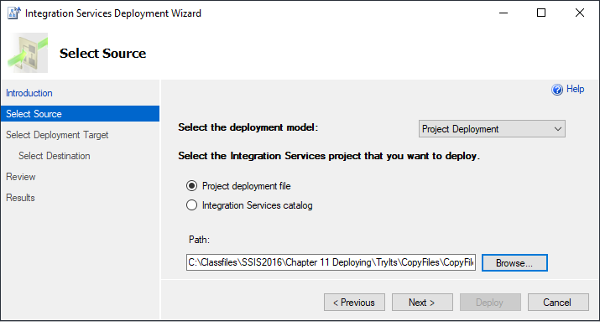 Integration Services Deployment Wizard
Select Source
Help
Introduction
Select Source
Select Deployment Target
Select Destination
Review
Results
Select the deployment model:
Project Deployment
Select the Integration Services project that you want to deploy.
Project deployment file
Integration Services catalog
Path:
C:\Classfiles\SSIS2016\Chapter 11 Deploying\TryIts\CopyFiles\CopyFil
Browse...
< Previous
Next >
Deploy
Cancel